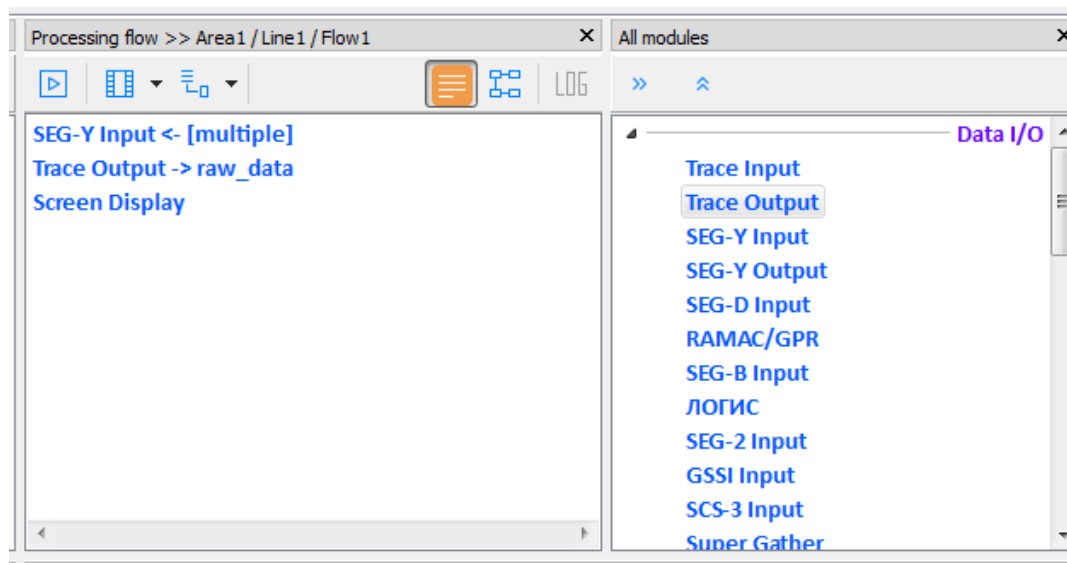 Processing flow >> Area1 / Line1 / Flow1
SEG-Y Input <- [multiple]
Trace Output -> raw_data
Screen Display
All modules
LOG
Data I/O
Trace Input
Trace Output
SEG-Y Input
SEG-Y Output
SEG-D Input
RAMAC/GPR
SEG-B Input
ЛОГИС
SEG-2 Input
GSSI Input
SCS-3 Input
Super Gather